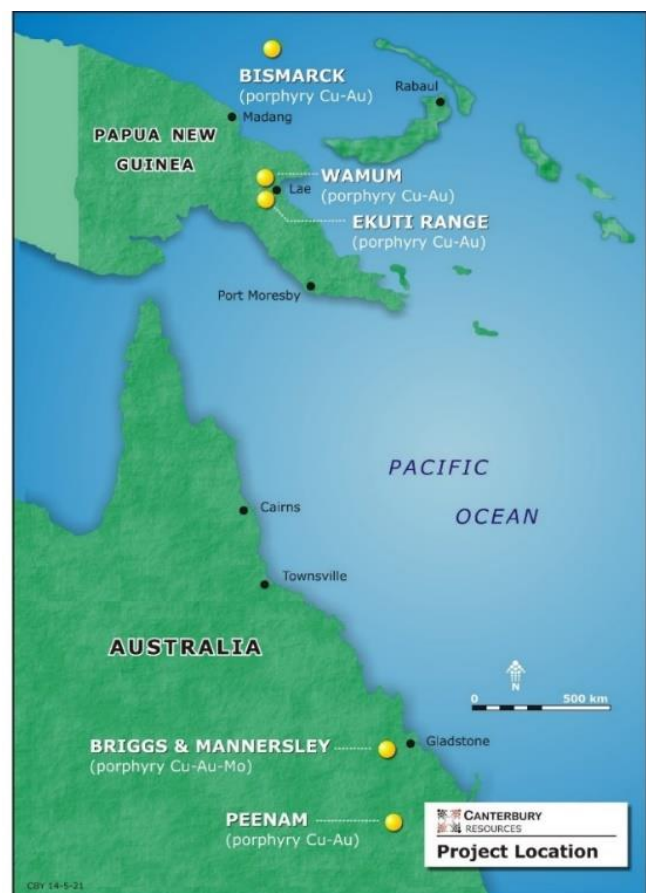 BISMARCK
(porphyry Cu-Au)
Rabaul
Madang
PAPUA NEW
GUINEA
WAMUM
(porphyry Cu-Au)
Lae
EKUTI RANGE
(porphyry Cu-Au)
Port Moresby
PACIFIC
OCEAN
Cairns
Townsville
AUSTRALIA
N
0 500 km
BRIGGS & MANNERSLEY
(porphyry Cu-Au-Mo)
Gladstone
PEENAM
(porphyry Cu-Au)
CANTERBURY
RESOURCES
Project Location
CBY 14-5-21